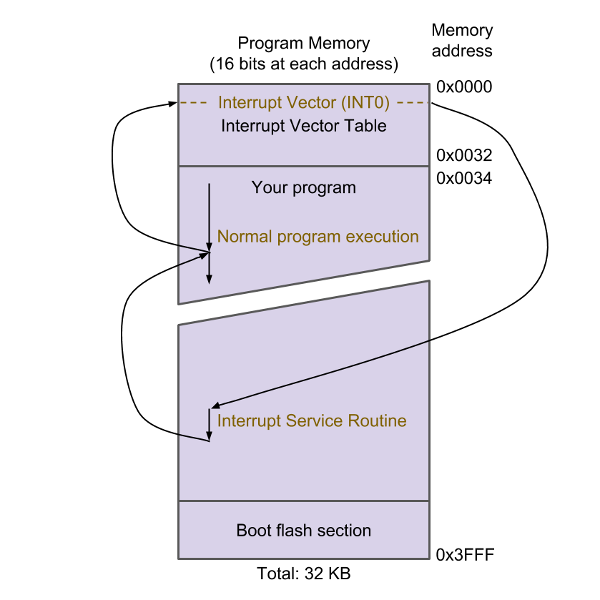 Memory
address
Program Memory
(16 bits at each address)
0x0000
Interrupt Vector (INT0)
Interrupt Vector Table
0x0032
0x0034
Your program
Normal program execution
Interrupt Service Routine
Boot flash section
0x3FFF
Total: 32 KB